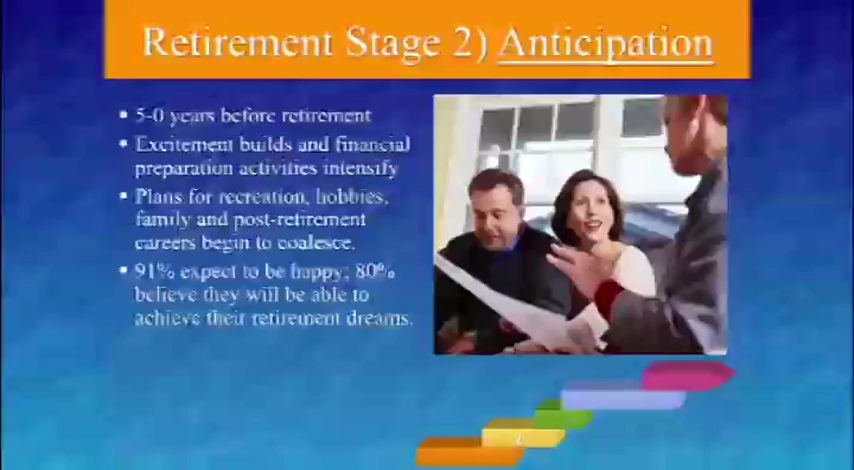 Retirement Stage 2) Anticipation
▪ 5-0 years before retirement
▪ Excitement builds and financial
preparation activities intensify
▪ Plans for recreation, hobbies,
family and post-retirement
careers begin to coalesce.
▪ 91% expect to be happy; 80%
believe they will be able to
achieve their retirement dreams.